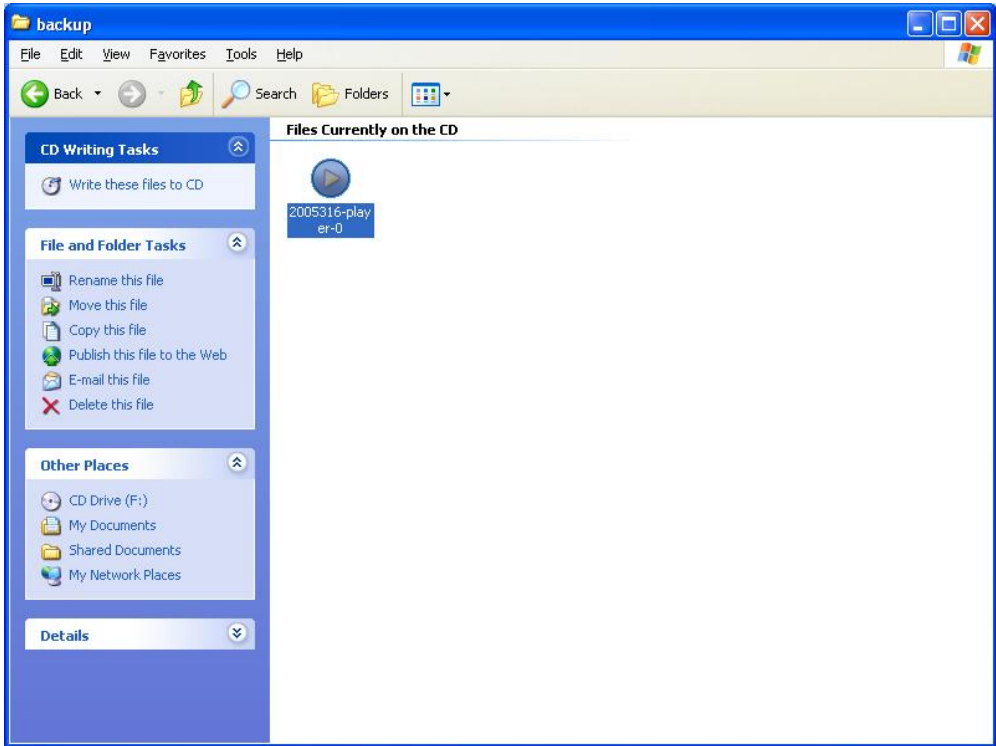 backup
File Edit View Favorites Tools Help
Back Search Folders
CD Writing Tasks
Write these files to CD
File and Folder Tasks
Rename this file
Move this file
Copy this file
Publish this file to the Web
E-mail this file
Delete this file
Other Places
CD Drive (F:)
My Documents
Shared Documents
My Network Places
Details
Files Currently on the CD
2005316-play
er-0